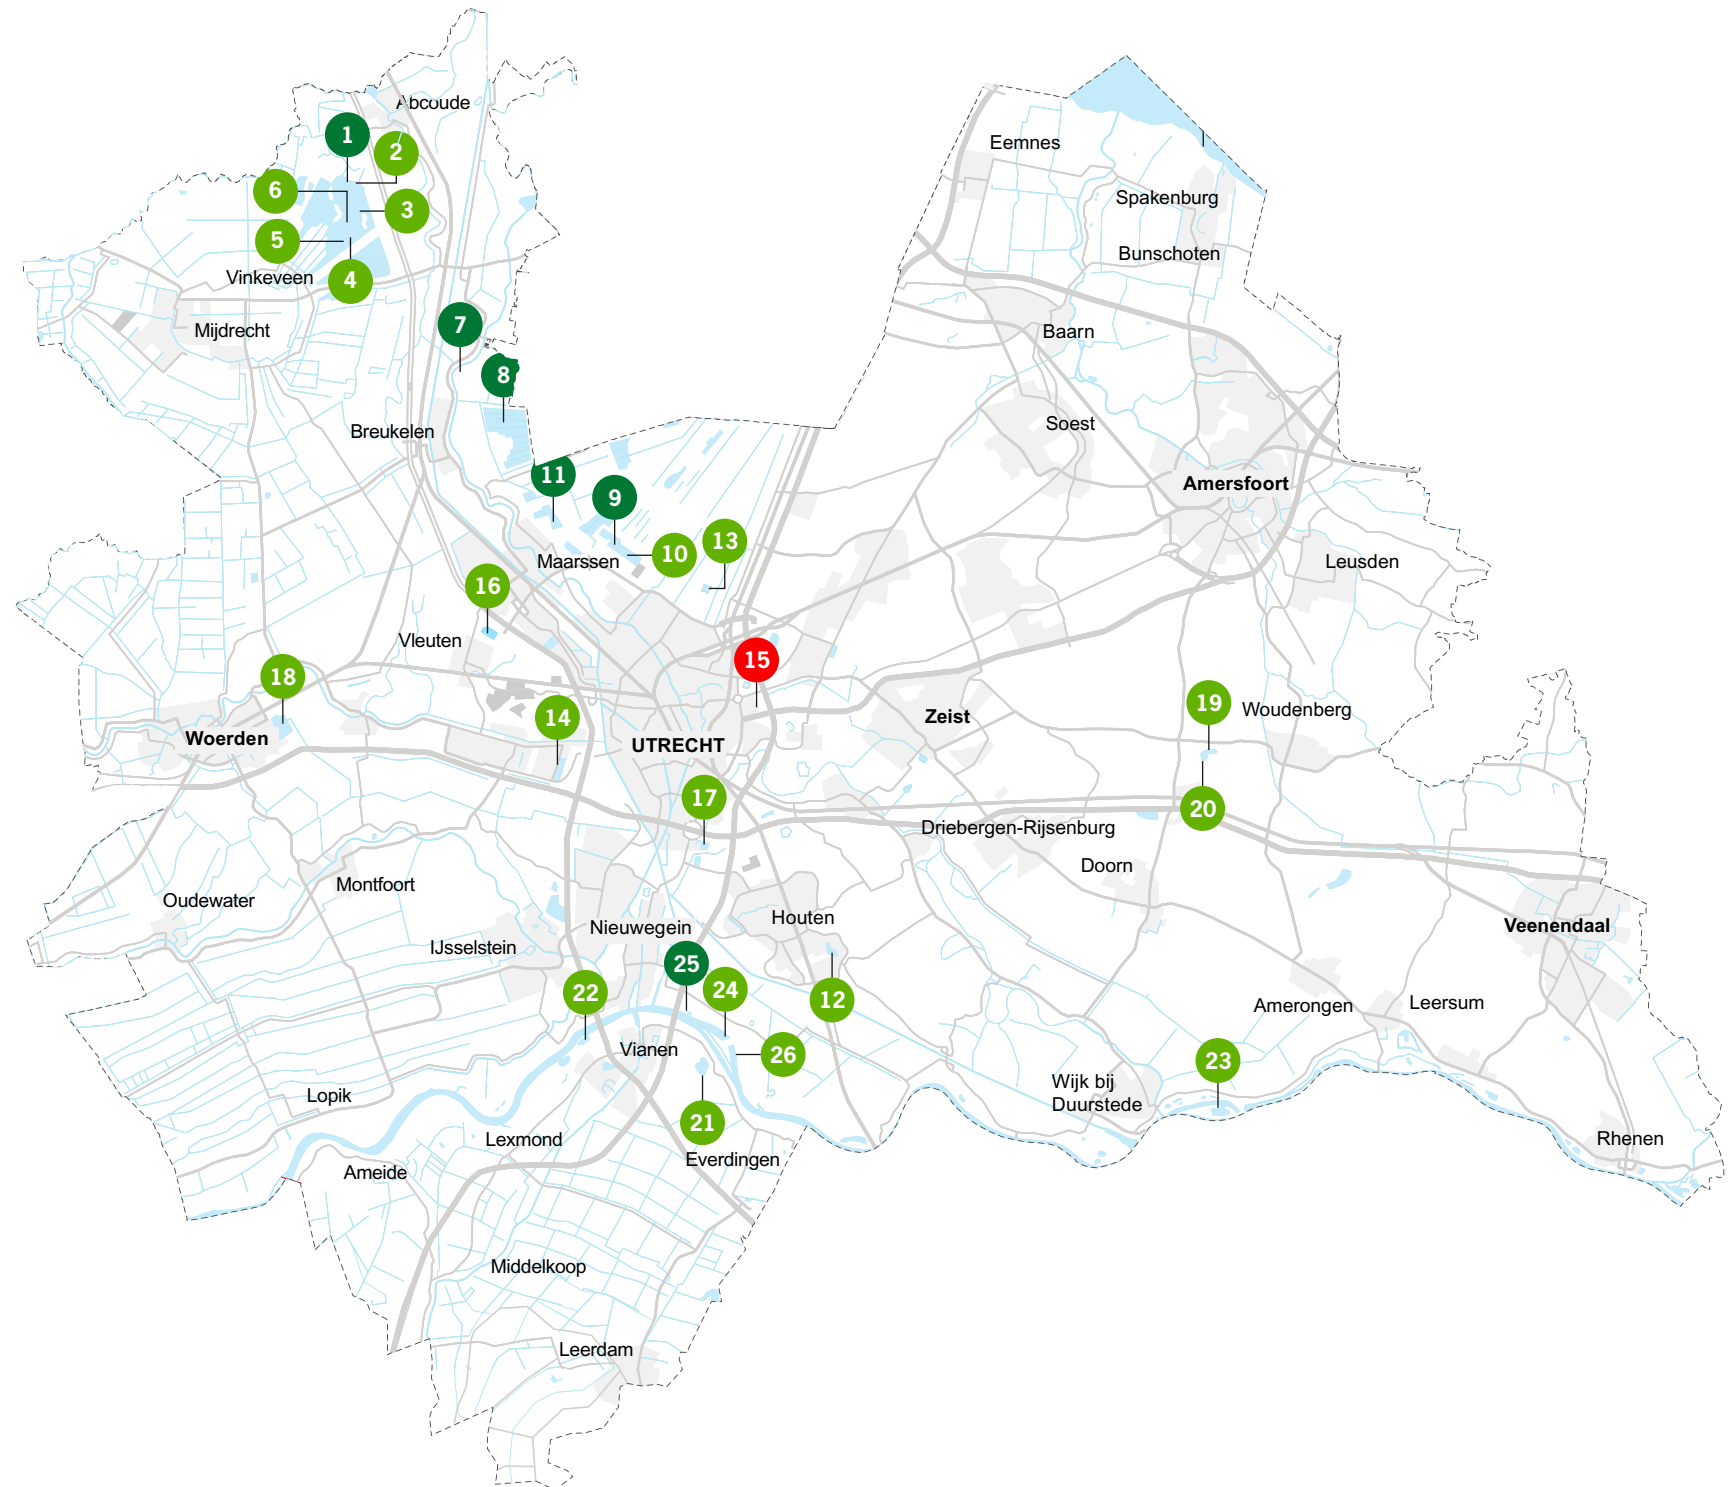 Abcoude
1
2
Eemnes
6
3
Spakenburg
5
Bunschoten
Vinkeveen
4
7
Mijdrecht
Baarn
8
Breukelen
Soest
11
9
Amersfoort
13
10
Maarssen
Leusden
16
Vleuten
15
18
19
Woudenberg
14
Zeist
Woerden
UTRECHT
17
20
Driebergen-Rijsenburg
Doorn
Montfoort
Oudewater
Houten
Nieuwegein
Veenendaal
IJsselstein
25
22
24
12
Amerongen
Leersum
Vianen
26
23
Wijk bij
Duurstede
Lopik
21
Lexmond
Rhenen
Everdingen
Ameide
Middelkoop
Leerdam